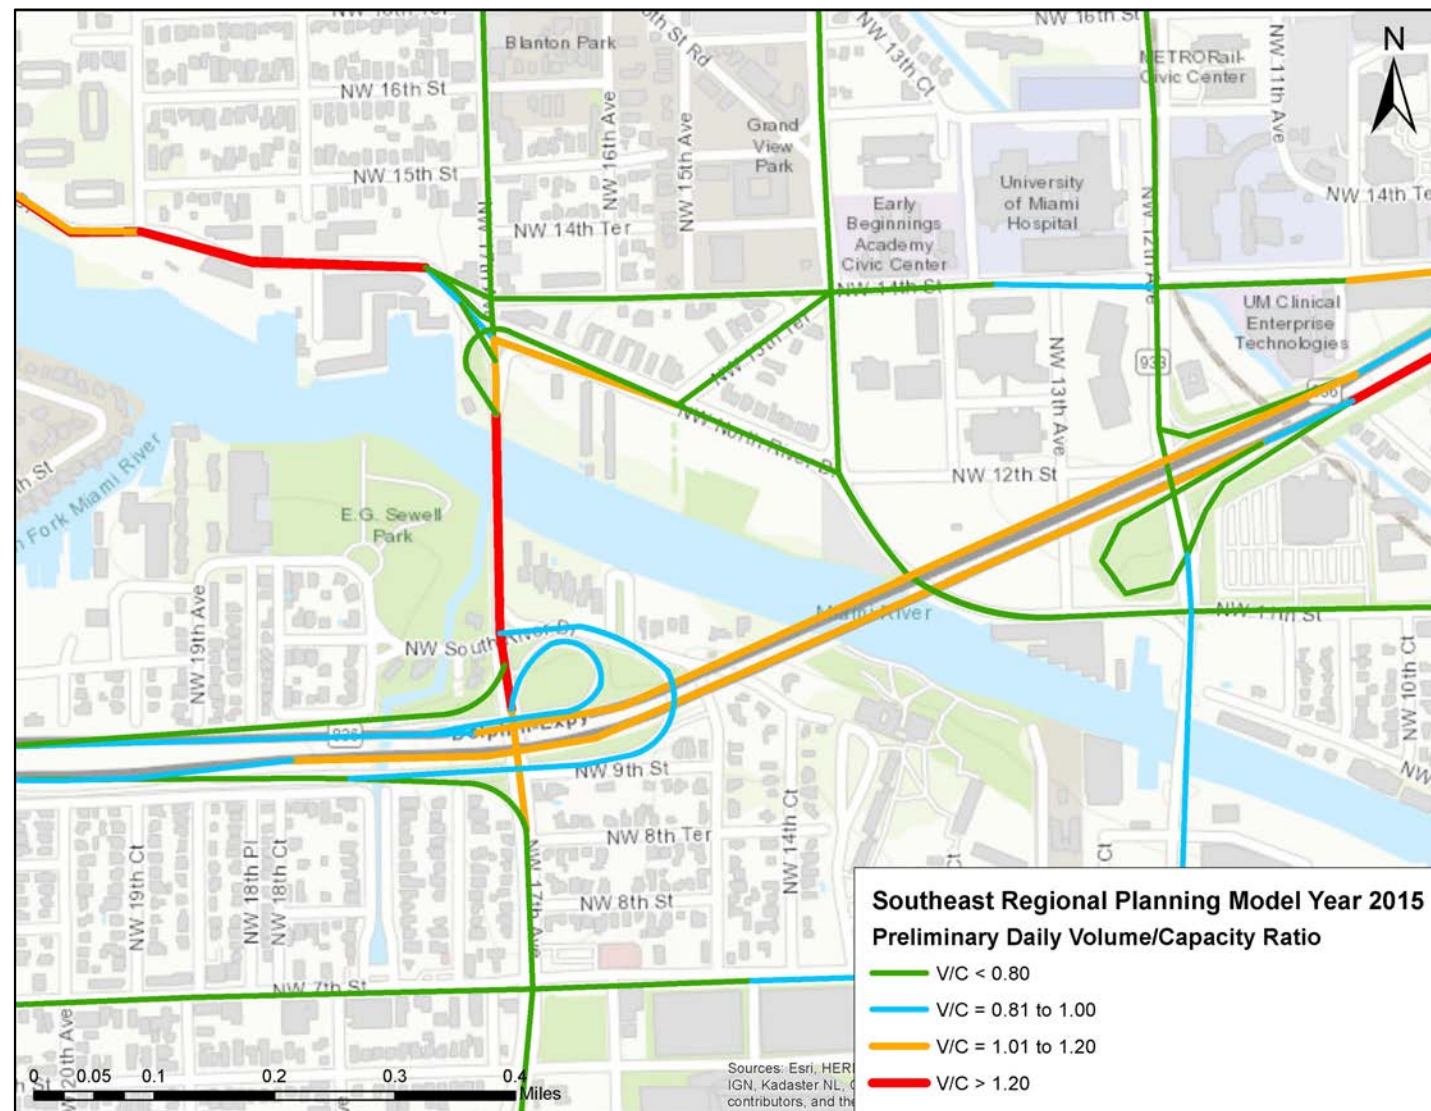 NW 16th St
Blanton Park
NW 13th Ct
METRORail-
Civic Center
NW 11th Ave
N
NW 16th St
NW 16th Ave
NW 15th Ave
Grand
View
Park
NW 15th St
University
of Miami
Hospital
NW 14th Te
Early
Beginnings
Academy
Civic Center
NW 14th Ter
NW 12th Ave
NW 14th St
UM Clinical
Enterprise
Technologies
NW 13th Ter
NW 13th Ave
933
NW North River Dr
NW 12th St
n Fork Miami River
E.G. Sewell
Park
Miami River
NW 11th St
NW 19th Ave
NW South River Dr
NW 10th Ct
836
NW 9th St
NW 8th Ter
NW 14th Ct
NW 19th Ct
NW 18th Pl
NW 18th Ct
NW 17th Ave
NW 8th St
Ct
Ct
NW 7th St
Southeast Regional Planning Model Year 2015
Preliminary Daily Volume/Capacity Ratio
V/C < 0.80
V/C = 0.81 to 1.00
V/C = 1.01 to 1.20
V/C > 1.20
W 20th Ave
0 0.05 0.1 0.2 0.3 0.4
Miles
Sources: Esri, HERE
IGN, Kadaster NL,
contributors, and the